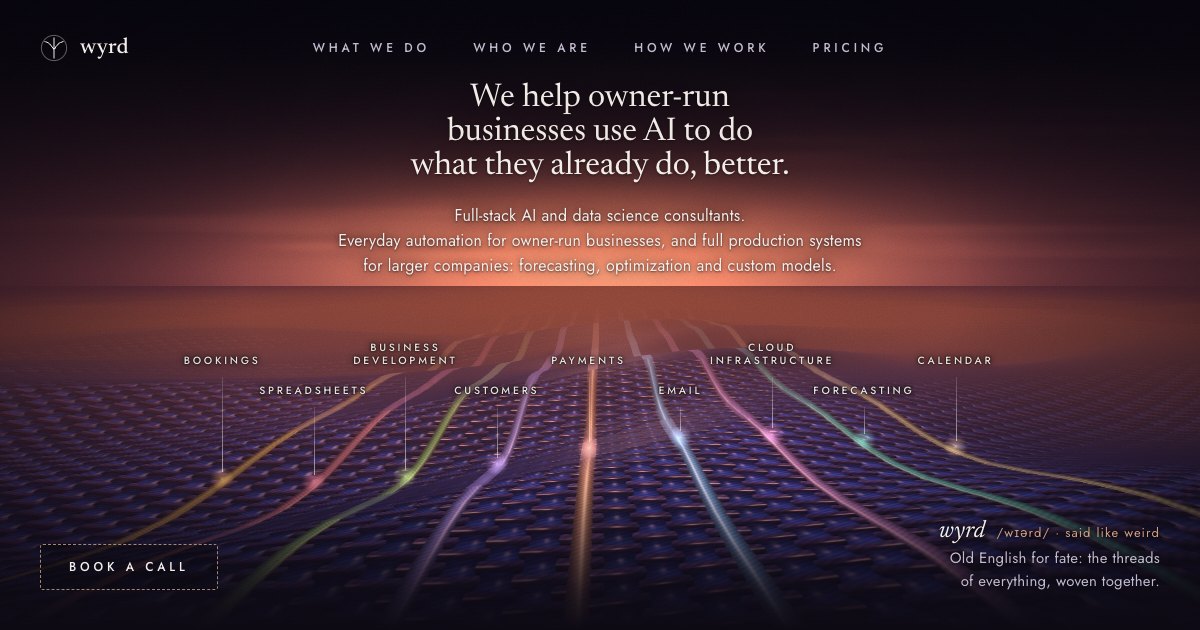 wyrd
WHAT WE DO
WHO WE ARE
HOW WE WORK
PRICING
We help owner-run
businesses use AI to do
what they already do, better.
Full-stack AI and data science consultants.
Everyday automation for owner-run businesses, and full production systems
for larger companies: forecasting, optimization and custom models.
BOOKINGS
SPREADSHEETS
BUSINESS
DEVELOPMENT
CUSTOMERS
PAYMENTS
EMAIL
CLOUD
INFRASTRUCTURE
FORECASTING
CALENDAR
BOOK A CALL
wyrd /wɪərd/ · said like weird
Old English for fate: the threads
of everything, woven together.